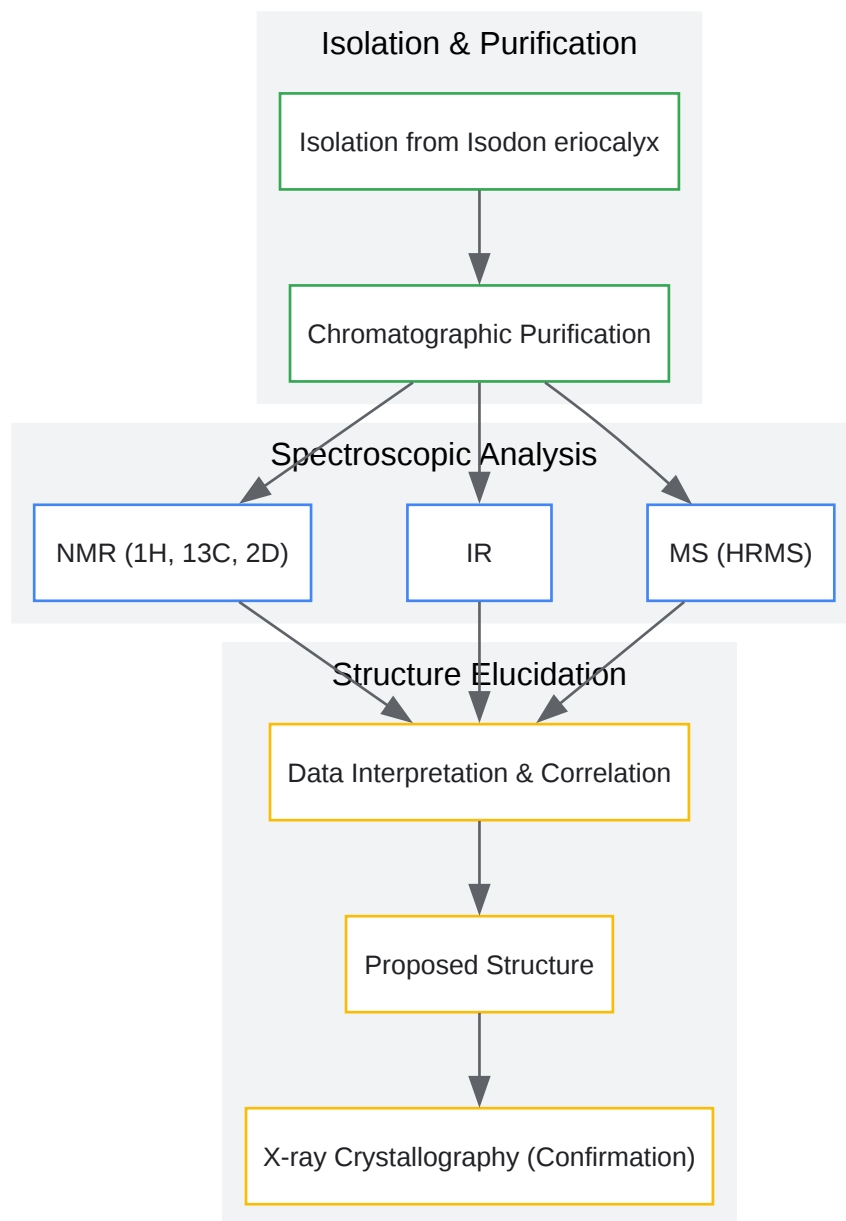 Isolation & Purification
Isolation from Isodon eriocalyx
Chromatographic Purification
Spectroscopic Analysis
NMR (1H, 13C, 2D)
IR
MS (HRMS)
Structure Elucidation
Data Interpretation & Correlation
Proposed Structure
X-ray Crystallography (Confirmation)